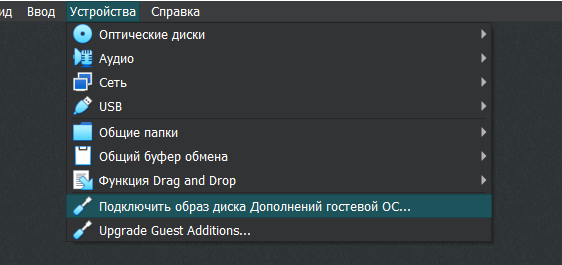 ид Ввод Устройства Справка
Оптические диски
Аудио
Сеть
USB
Общие папки
Общий буфер обмена
Функция Drag and Drop
Подключить образ диска Дополнений гостевой ОС...
Upgrade Guest Additions...